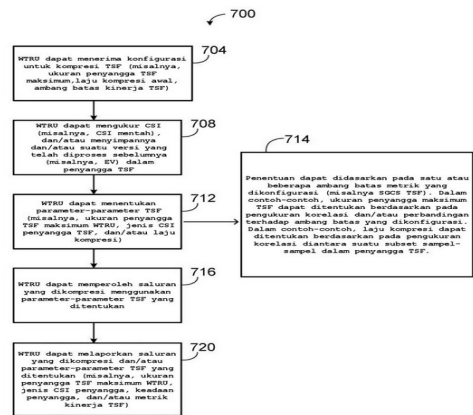 700
704
WTRU dapat menerima konfigurasi
untuk kompresi TSF (misalnya,
ukuran penyangga TSF
maksimum,laju kompresi awal,
ambang batas kinerja TSF)
708
WTRU dapat mengukur CSI
(misalnya, CSI mentah),
dan/atau menyimpannya
dan/atau suatu versi yang
telah diproses sebelumnya
(misalnya, EV) dalam
penyangga TSF
712
WTRU dapat menentukan parameter-parameter
TSF (misalnya, ukuran penyangga
TSF maksimum WTRU, jenis CSI
penyangga TSF, dan/atau laju
kompresi)
714
Penentuan dapat didasarkan pada satu atau
beberapa ambang batas metrik yang
dikonfigurasi (misalnya SGCS TSF). Dalam
contoh-contoh, ukuran penyangga maksimum
TSF dapat ditentukan berdasarkan pada
pengukuran korelasi dan/atau perbandingan
terhadap ambang batas yang dikonfigurasi.
Dalam contoh-contoh, laju kompresi dapat
ditentukan berdasarkan pada pengukuran
korelasi diantara suatu subset sampel-
sampel dalam penyangga TSF.
716
WTRU dapat memperoleh saluran
yang dikompresi menggunakan
parameter-parameter TSF yang
ditentukan
720
WTRU dapat melaporkan saluran
yang dikompresi dan/atau
parameter-parameter TSF yang
ditentukan (misalnya, ukuran
penyangga TSF maksimum WTRU,
jenis CSI penyangga, keadaan
penyangga, dan/atau metrik
kinerja TSF)